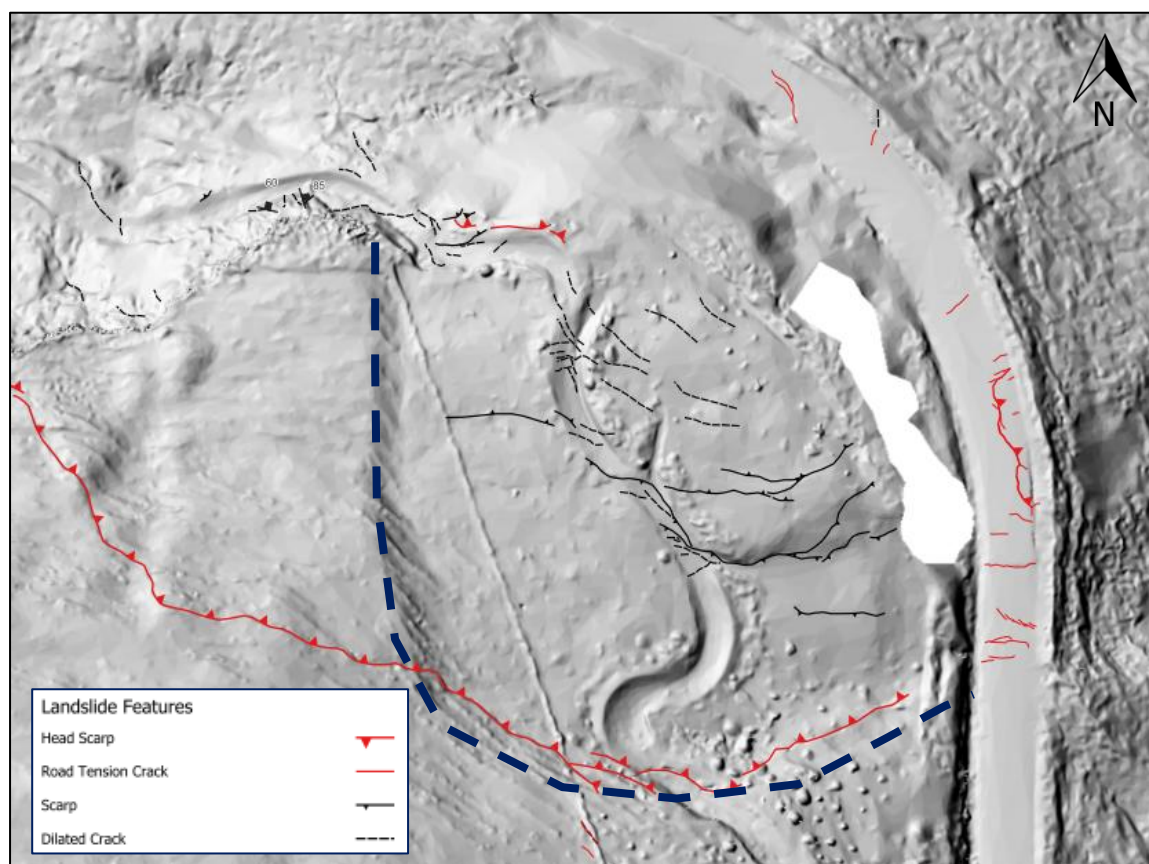 N
60
85
Landslide Features
Head Scarp
Road Tension Crack
Scarp
Dilated Crack